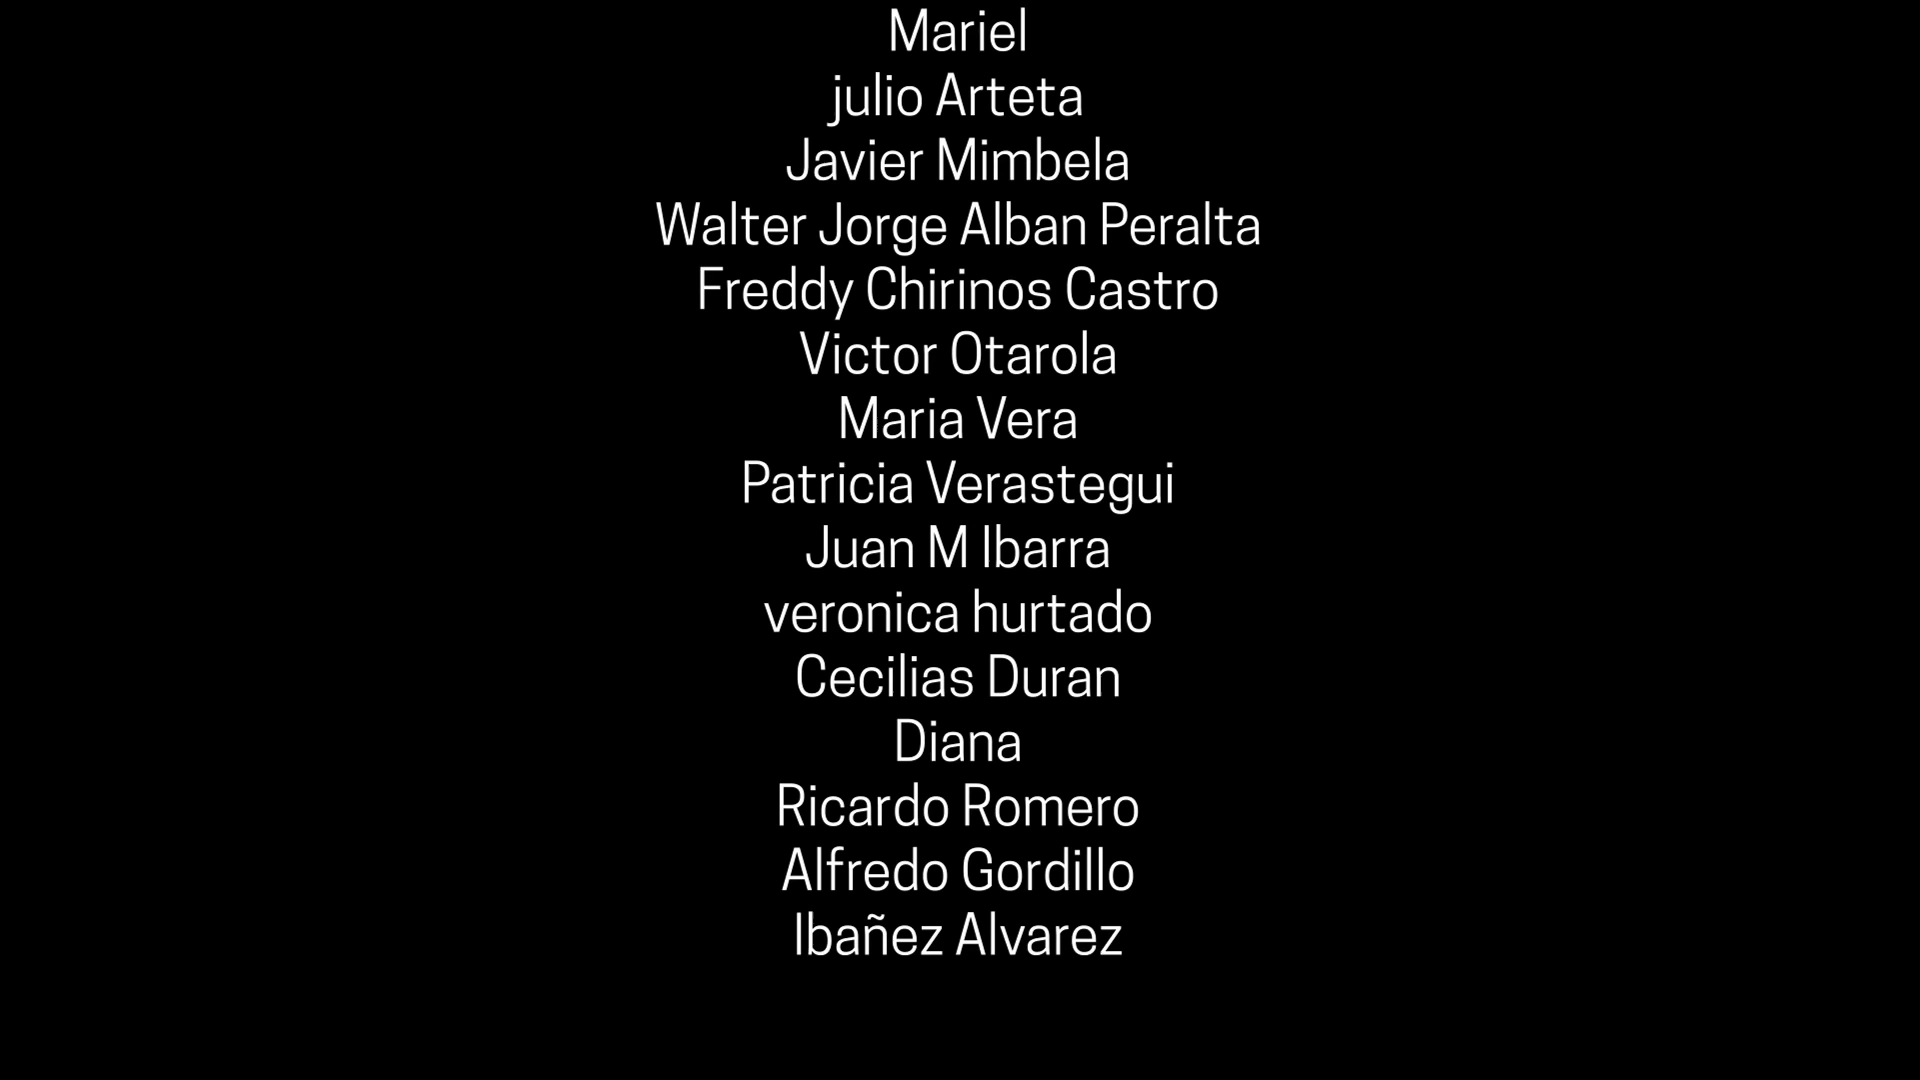 Mariel
julio Arteta
Javier Mimbela
Walter Jorge Alban Peralta
Freddy Chirinos Castro
Victor Otarola
Maria Vera
Patricia Verastegui
Juan M Ibarra
veronica hurtado
Cecilias Duran
Diana
Ricardo Romero
Alfredo Gordillo
Ibañez Alvarez